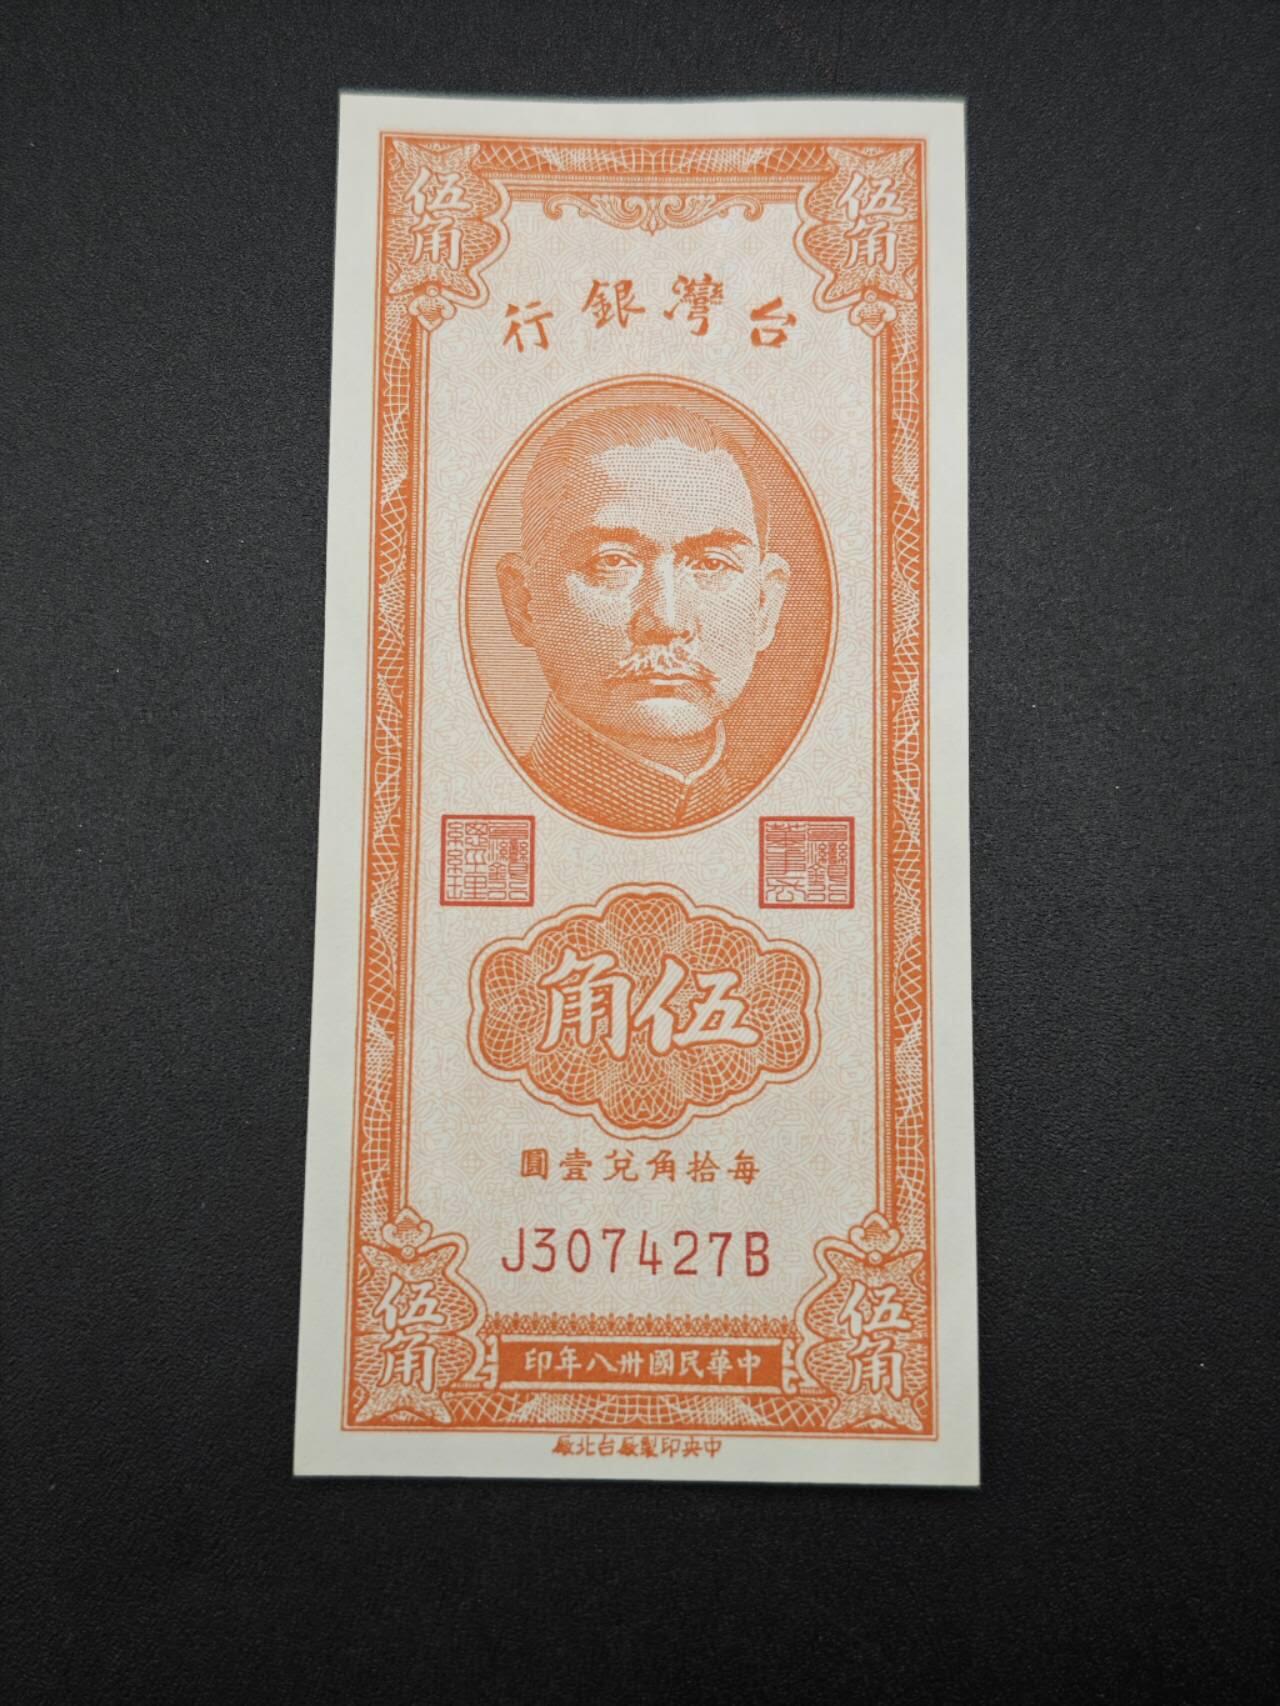 伍角 伍角
台灣銀行
伍角
每拾角兌壹圓
J307427B
伍角 伍角
中華民國卅八年印
中央印製廠台北廠